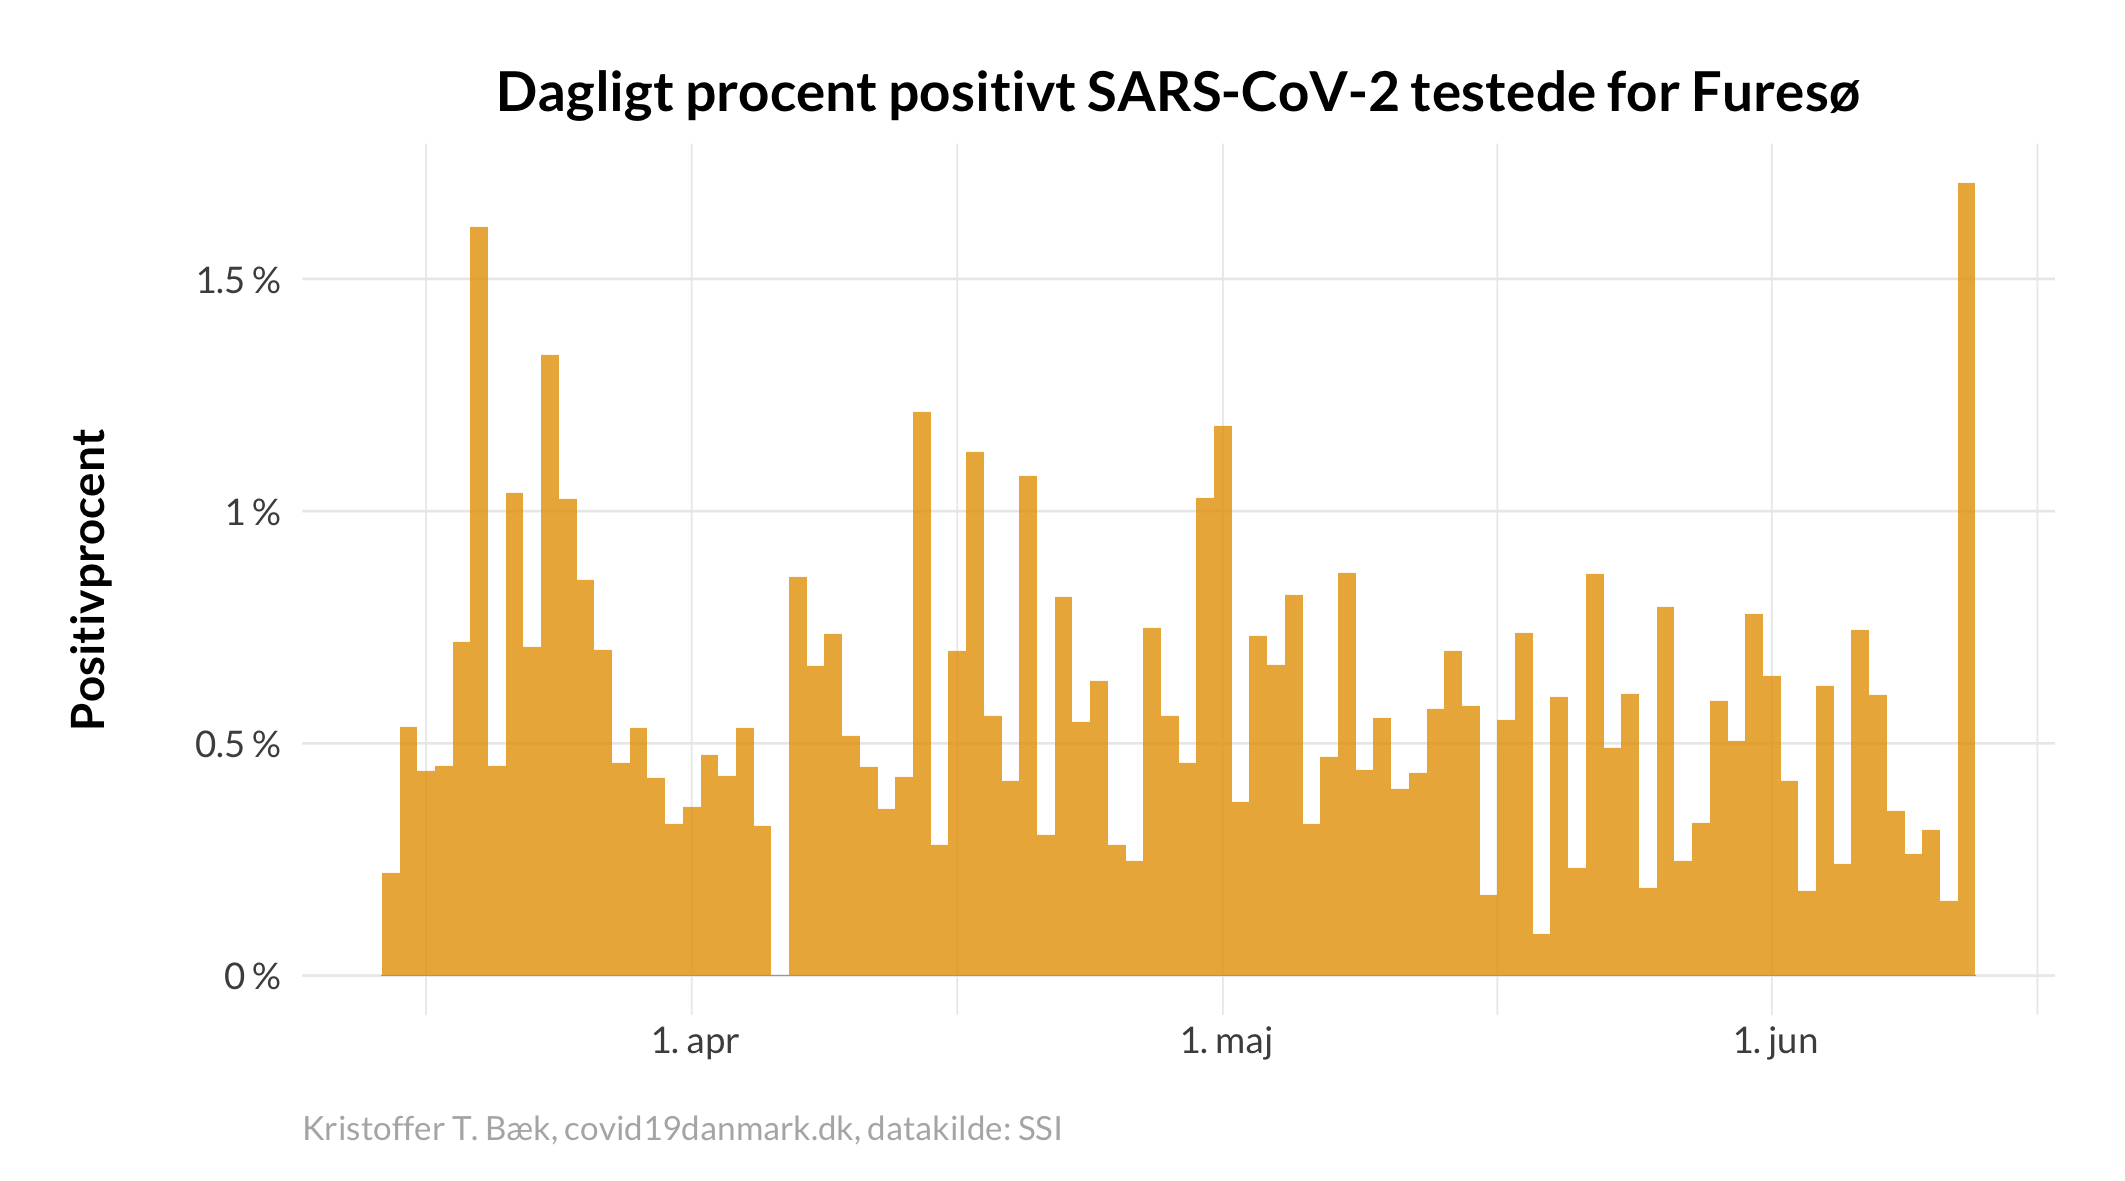 Dagligt procent positivt SARS-CoV-2 testede for Furesø
Positivprocent
1.5 %
1 %
0.5 %
0 %
1. apr
1. maj
1. jun
Kristoffer T. Bæk, covid19danmark.dk, datakilde: SSI